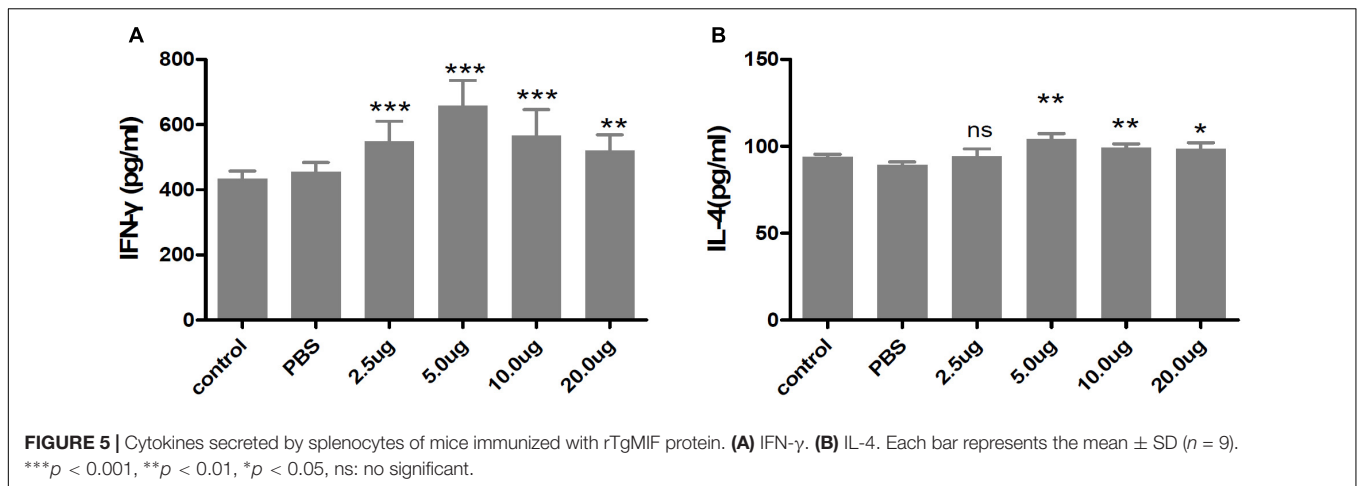 A
800
600
400
200
0
IFN-γ (pg/ml)
***
***
***
**
control
PBS
2.5ug
5.0ug
10.0ug
20.0ug
B
150
100
50
0
IL-4(pg/ml)
ns
**
**
*
control
PBS
2.5ug
5.0ug
10.0ug
20.0ug
FIGURE 5 | Cytokines secreted by splenocytes of mice immunized with rTgMIF protein. (A) IFN-γ. (B) IL-4. Each bar represents the mean ± SD (n = 9).
***p < 0.001, **p < 0.01, *p < 0.05, ns: no significant.